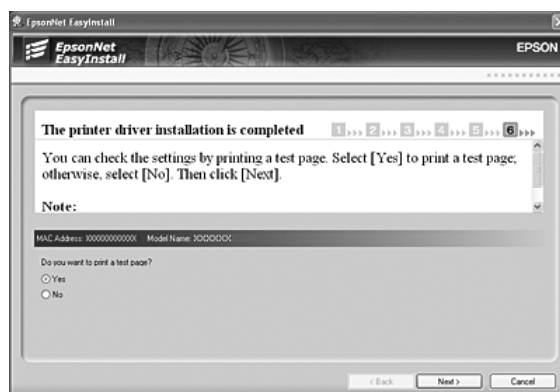 EpsonNet EasyInstall
EpsonNet
EasyInstall
EPSON
The printer driver installation is completed
1 2 3 4 5 6
You can check the settings by printing a test page. Select [Yes] to print a test page;
otherwise, select [No]. Then click [Next].
Note:
MAC Address: XXXXXXXXXXXX Model Name: XXXXXXX
Do you want to print a test page?
Yes
No
< Back Next > Cancel